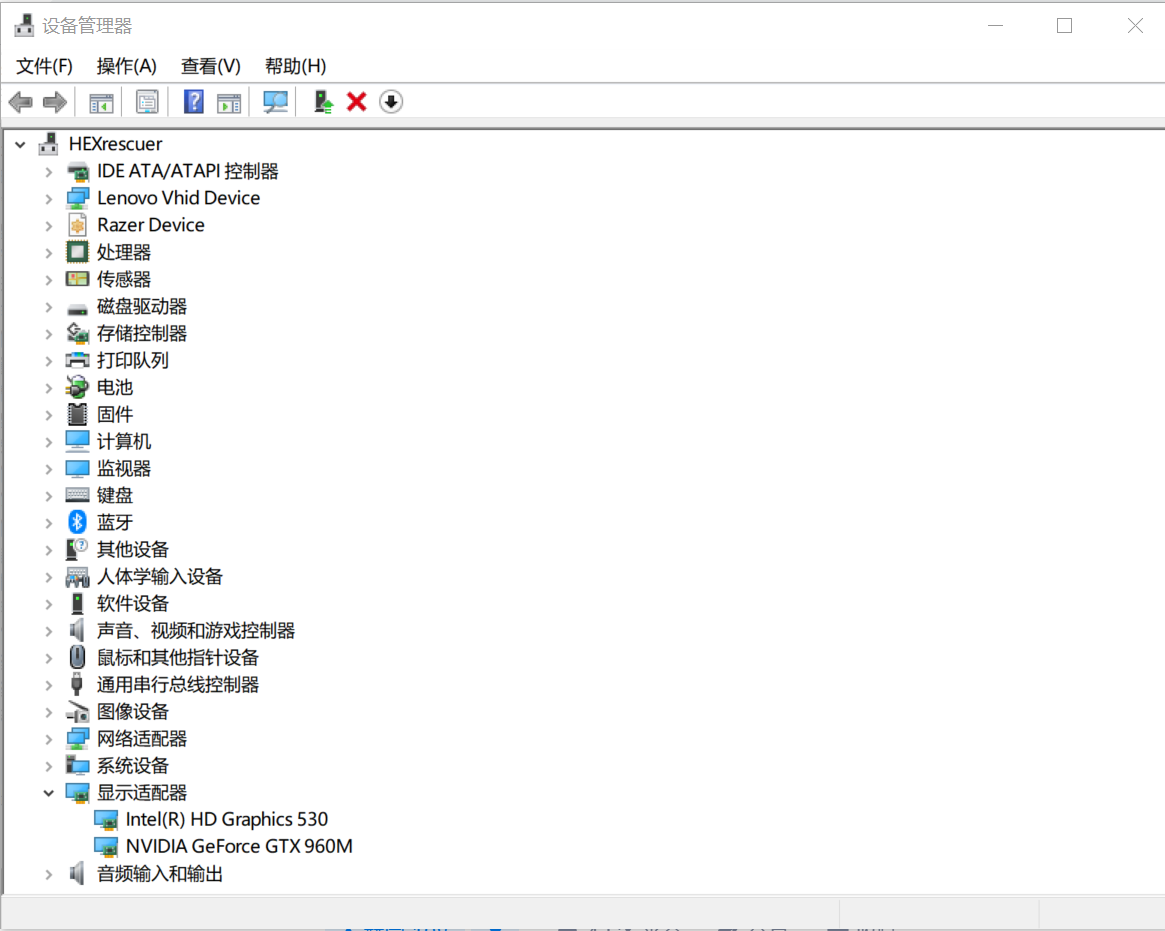 设备管理器
文件(F) 操作(A) 查看(V) 帮助(H)
HEXrescuer
IDE ATA/ATAPI 控制器
Lenovo Vhid Device
Razer Device
处理器
传感器
磁盘驱动器
存储控制器
打印队列
电池
固件
计算机
监视器
键盘
蓝牙
其他设备
人体学输入设备
软件设备
声音、视频和游戏控制器
鼠标和其他指针设备
通用串行总线控制器
图像设备
网络适配器
系统设备
显示适配器
Intel(R) HD Graphics 530
NVIDIA GeForce GTX 960M
音频输入和输出